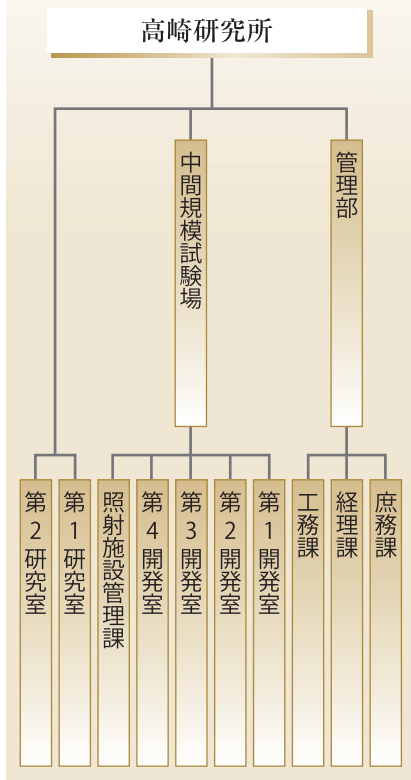 高崎研究所
管理部
中間規模試験場
庶務課
経理課
工務課
第1開発室
第2開発室
第3開発室
第4開発室
照射施設管理課
第1研究室
第2研究室